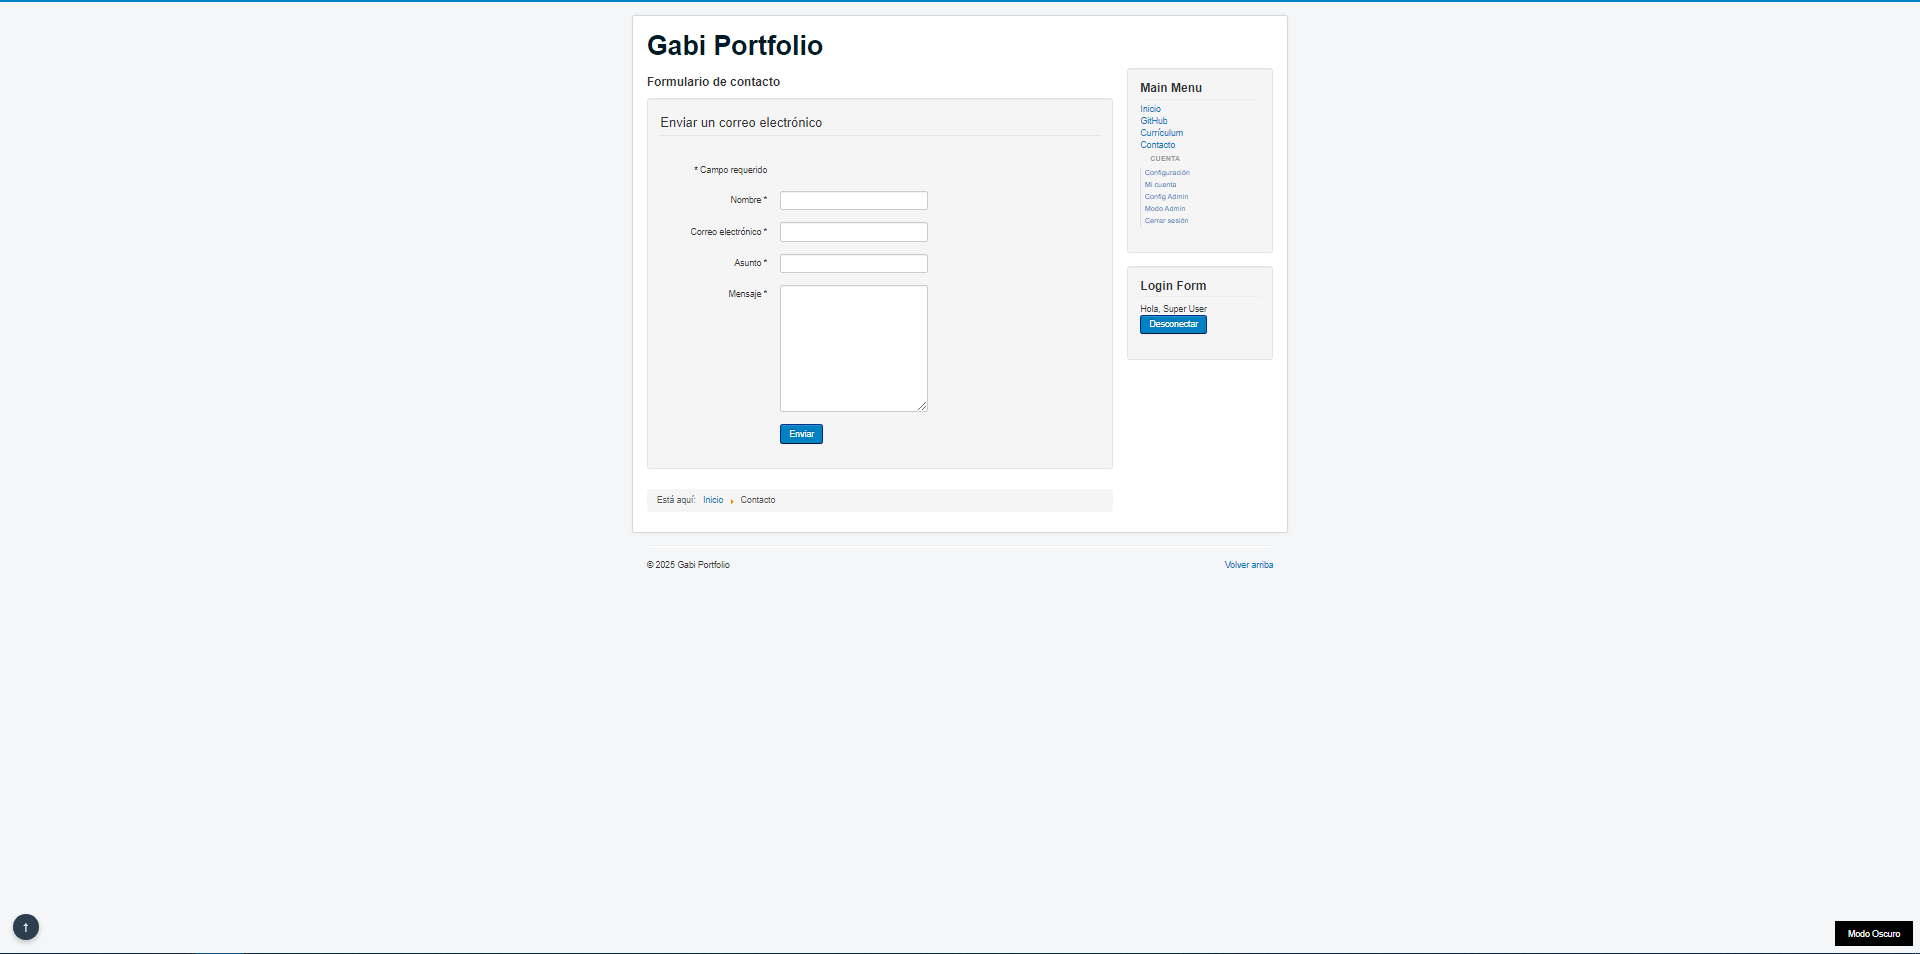 Gabi Portfolio
Formulario de contacto
Enviar un correo electrónico
* Campo requerido
Nombre *
Correo electrónico *
Asunto *
Mensaje *
Enviar
Está aquí: Inicio Contacto
Main Menu
Inicio
GitHub
Currículum
Contacto
CUENTA
Configuración
Mi cuenta
Config Admin
Modo Admin
Cerrar sesión
Login Form
Hola, Super User
Desconectar
© 2025 Gabi Portfolio
Volver arriba
↑
Modo Oscuro